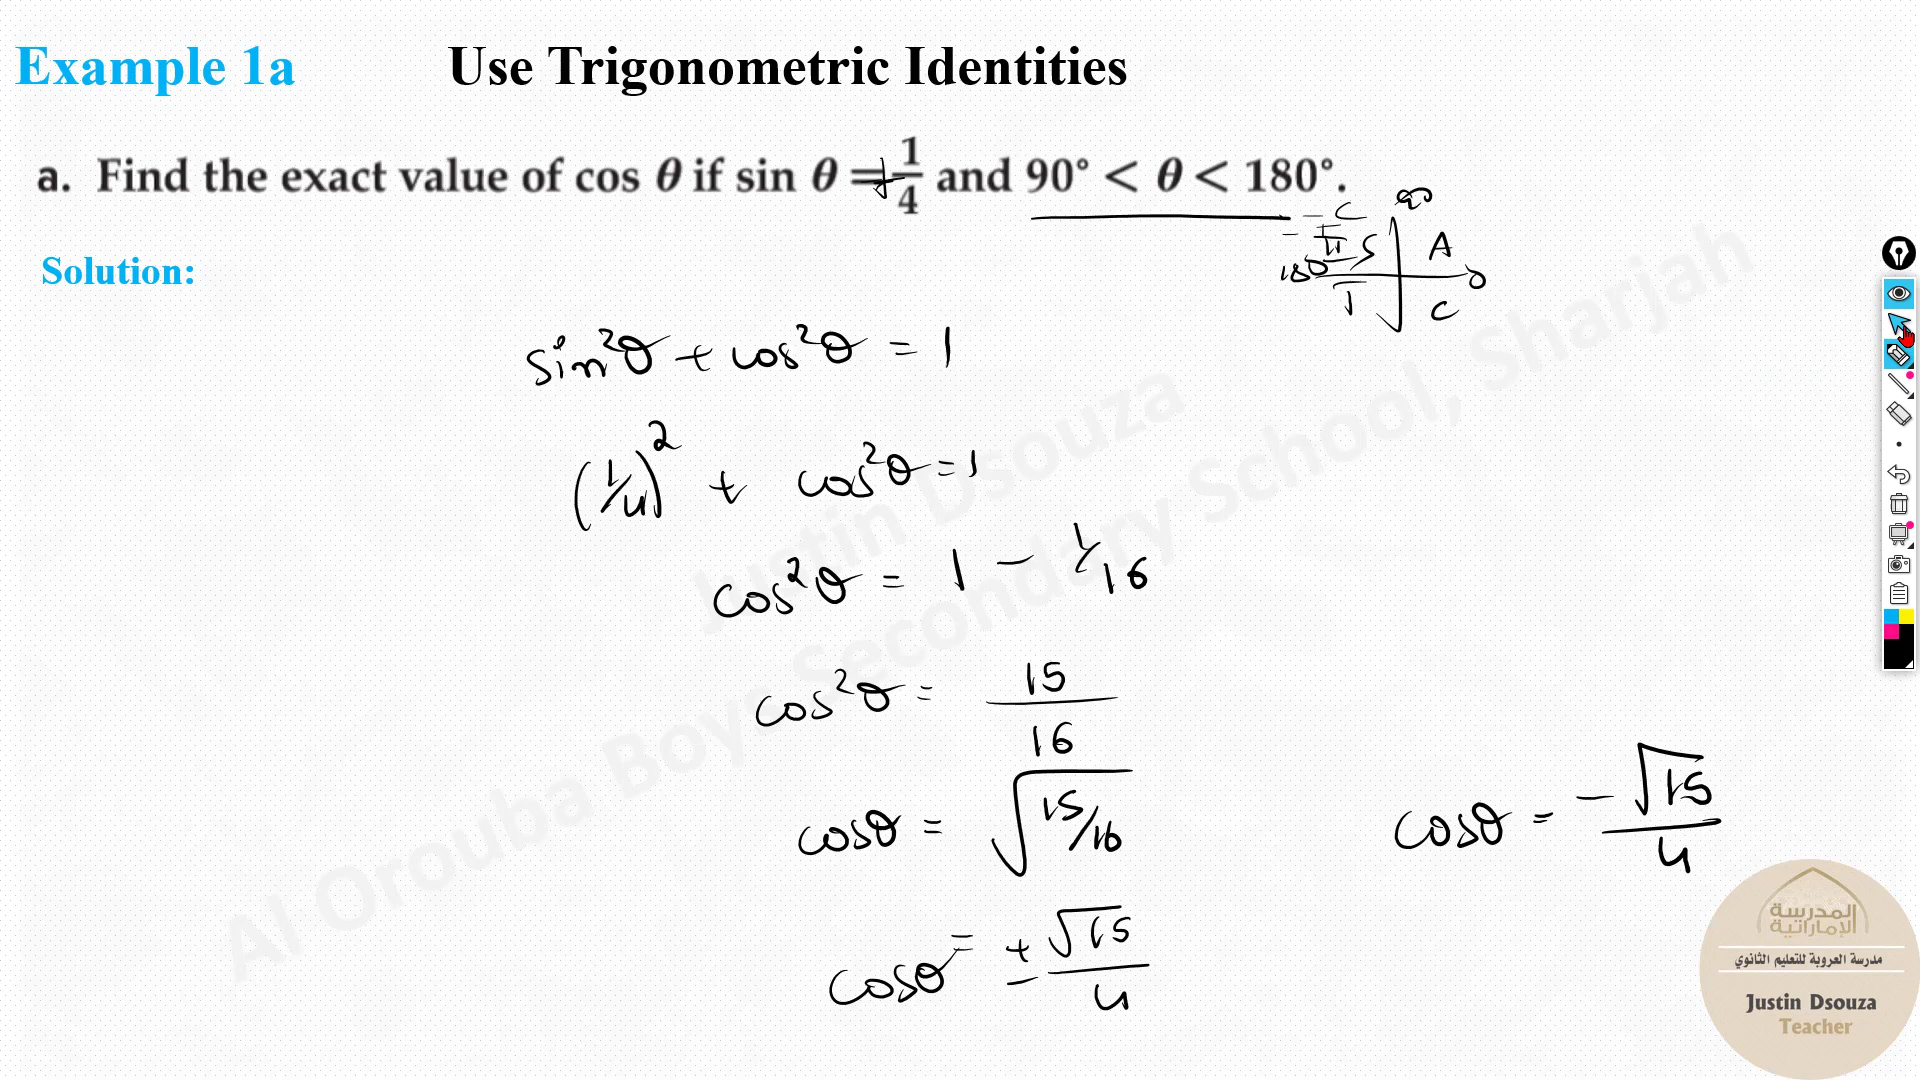 Example 1a Use Trigonometric Identities
a. Find the exact value of cos θ if sin θ = 1/4 and 90° < θ < 180°.
Solution:
90
- C
S A
180 0
T C
sin²θ + cos²θ = 1
(1/4)² + cos²θ = 1
cos²θ = 1 - 1/16
cos²θ = 15/16
cosθ = √15/16
cosθ = -√15/4
cosθ = ±√15/4
Justin Dsouza
Al Orouba Boys Secondary School, Sharjah
المدرسة
الإماراتية
مدرسة العروبة للتعليم الثانوي
Justin Dsouza
Teacher